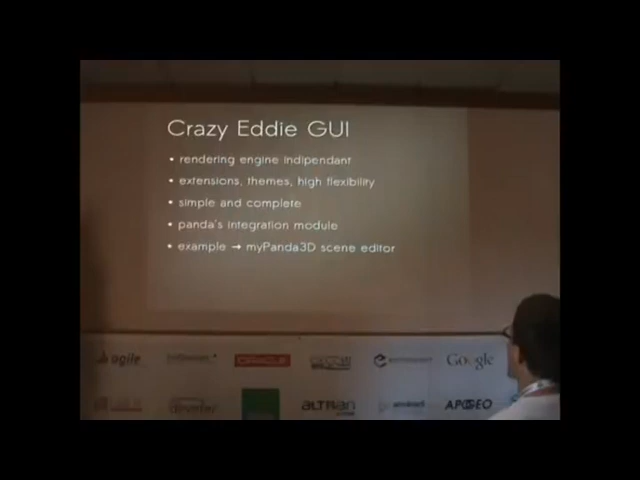 Crazy Eddie GUI
• rendering engine indipendant
• extensions, themes, high flexibility
• simple and complete
• panda's integration module
• example → myPanda3D scene editor
agile
ORACLE
Google
ALTRAN
APOGEO